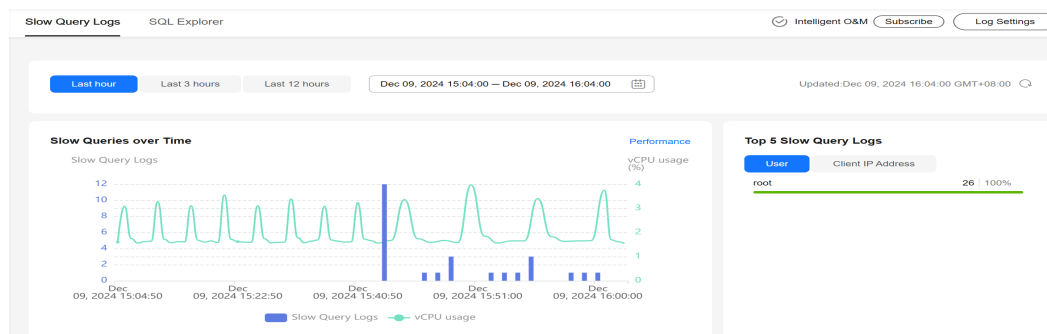 Slow Query Logs SQL Explorer Intelligent O&M Subscribe Log Settings
Last hour Last 3 hours Last 12 hours Dec 09, 2024 15:04:00 — Dec 09, 2024 16:04:00 Updated:Dec 09, 2024 16:04:00 GMT+08:00
Slow Queries over Time Performance
Slow Query Logs vCPU usage
(%)
12 4
10
8 3
6 2
4
2 1
0 0
Dec Dec Dec Dec Dec
09, 2024 15:04:50 09, 2024 15:22:50 09, 2024 15:40:50 09, 2024 15:51:00 09, 2024 16:00:00
Slow Query Logs vCPU usage
Top 5 Slow Query Logs
User Client IP Address
root 26 100%